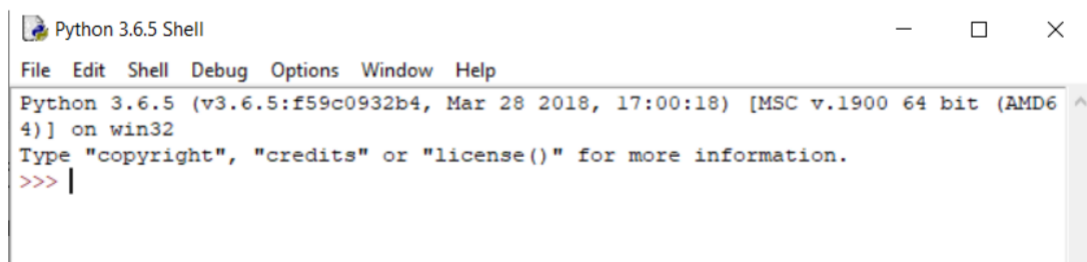 Python 3.6.5 Shell
File Edit Shell Debug Options Window Help
Python 3.6.5 (v3.6.5:f59c0932b4, Mar 28 2018, 17:00:18) [MSC v.1900 64 bit (AMD6
4)] on win32
Type "copyright", "credits" or "license()" for more information.
>>>